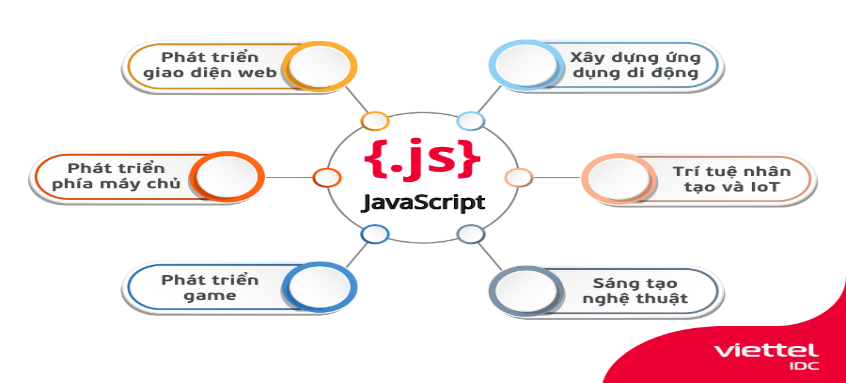 Phát triển
giao diện web
Xây dựng ứng
dụng di động
{.js}
JavaScript
Phát triển
phía máy chủ
Trí tuệ nhân
tạo và IoT
Phát triển
game
Sáng tạo
nghệ thuật
viettel
IDC